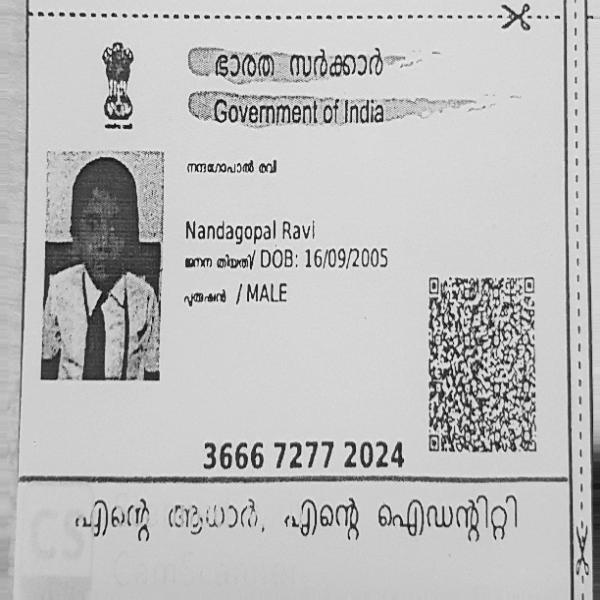 ഭാരത സർക്കാർ
Government of India
നന്ദഗോപാൽ രവി
Nandagopal Ravi
ജനന തിയതി/ DOB: 16/09/2005
പുരുഷൻ / MALE
3666 7277 2024
എന്റെ ആധാർ, എന്റെ ഐഡന്റിറ്റി
CS
CamScanner